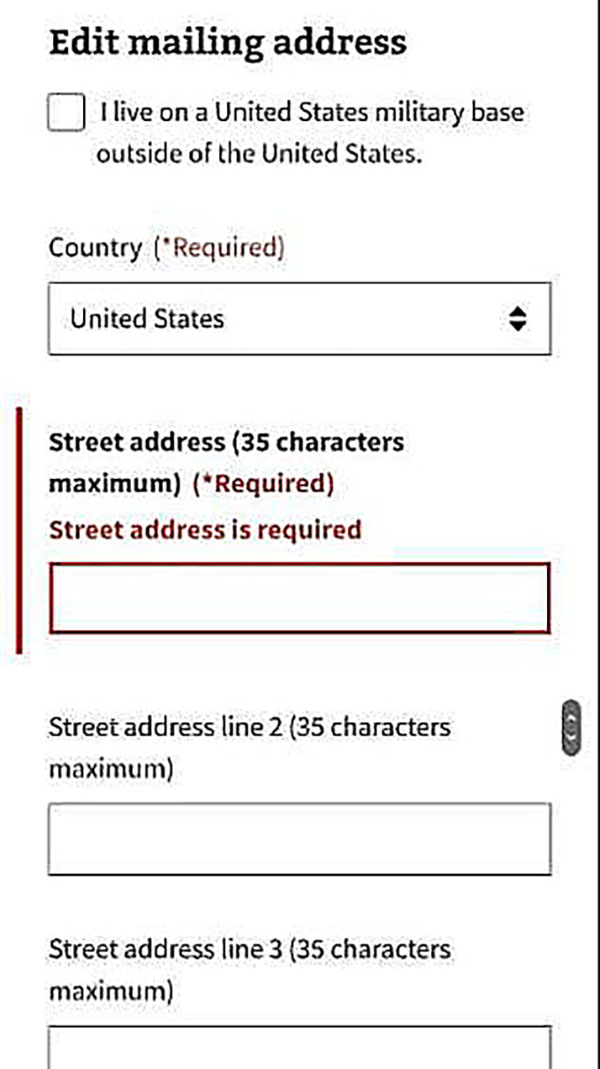 Edit mailing address
I live on a United States military base
outside of the United States.
Country (*Required)
United States
Street address (35 characters
maximum) (*Required)
Street address is required
Street address line 2 (35 characters
maximum)
Street address line 3 (35 characters
maximum)